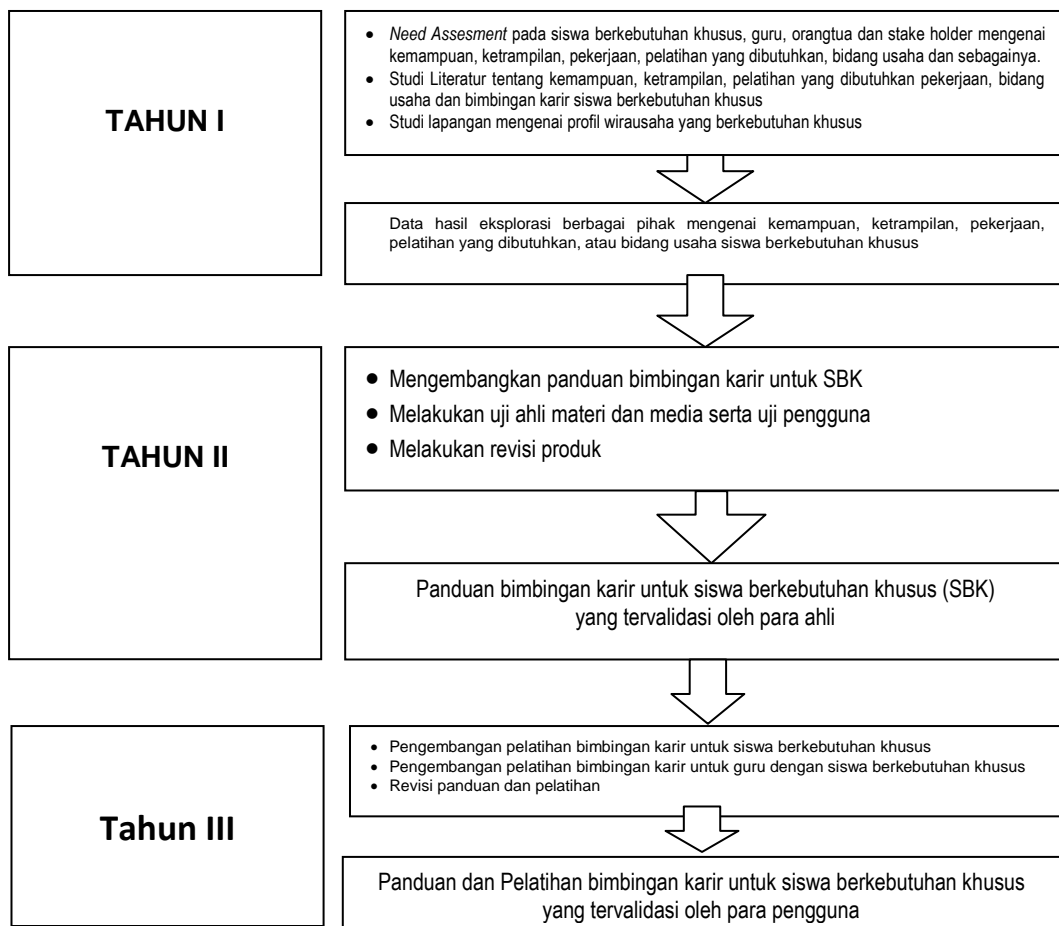 TAHUN I
• Need Assesment pada siswa berkebutuhan khusus, guru, orangtua dan stake holder mengenai
kemampuan, ketrampilan, pekerjaan, pelatihan yang dibutuhkan, bidang usaha dan sebagainya.
• Studi Literatur tentang kemampuan, ketrampilan, pelatihan yang dibutuhkan pekerjaan, bidang
usaha dan bimbingan karir siswa berkebutuhan khusus
• Studi lapangan mengenai profil wirausaha yang berkebutuhan khusus
Data hasil eksplorasi berbagai pihak mengenai kemampuan, ketrampilan, pekerjaan,
pelatihan yang dibutuhkan, atau bidang usaha siswa berkebutuhan khusus
TAHUN II
• Mengembangkan panduan bimbingan karir untuk SBK
• Melakukan uji ahli materi dan media serta uji pengguna
• Melakukan revisi produk
Panduan bimbingan karir untuk siswa berkebutuhan khusus (SBK)
yang tervalidasi oleh para ahli
Tahun III
• Pengembangan pelatihan bimbingan karir untuk siswa berkebutuhan khusus
• Pengembangan pelatihan bimbingan karir untuk guru dengan siswa berkebutuhan khusus
• Revisi panduan dan pelatihan
Panduan dan Pelatihan bimbingan karir untuk siswa berkebutuhan khusus
yang tervalidasi oleh para pengguna